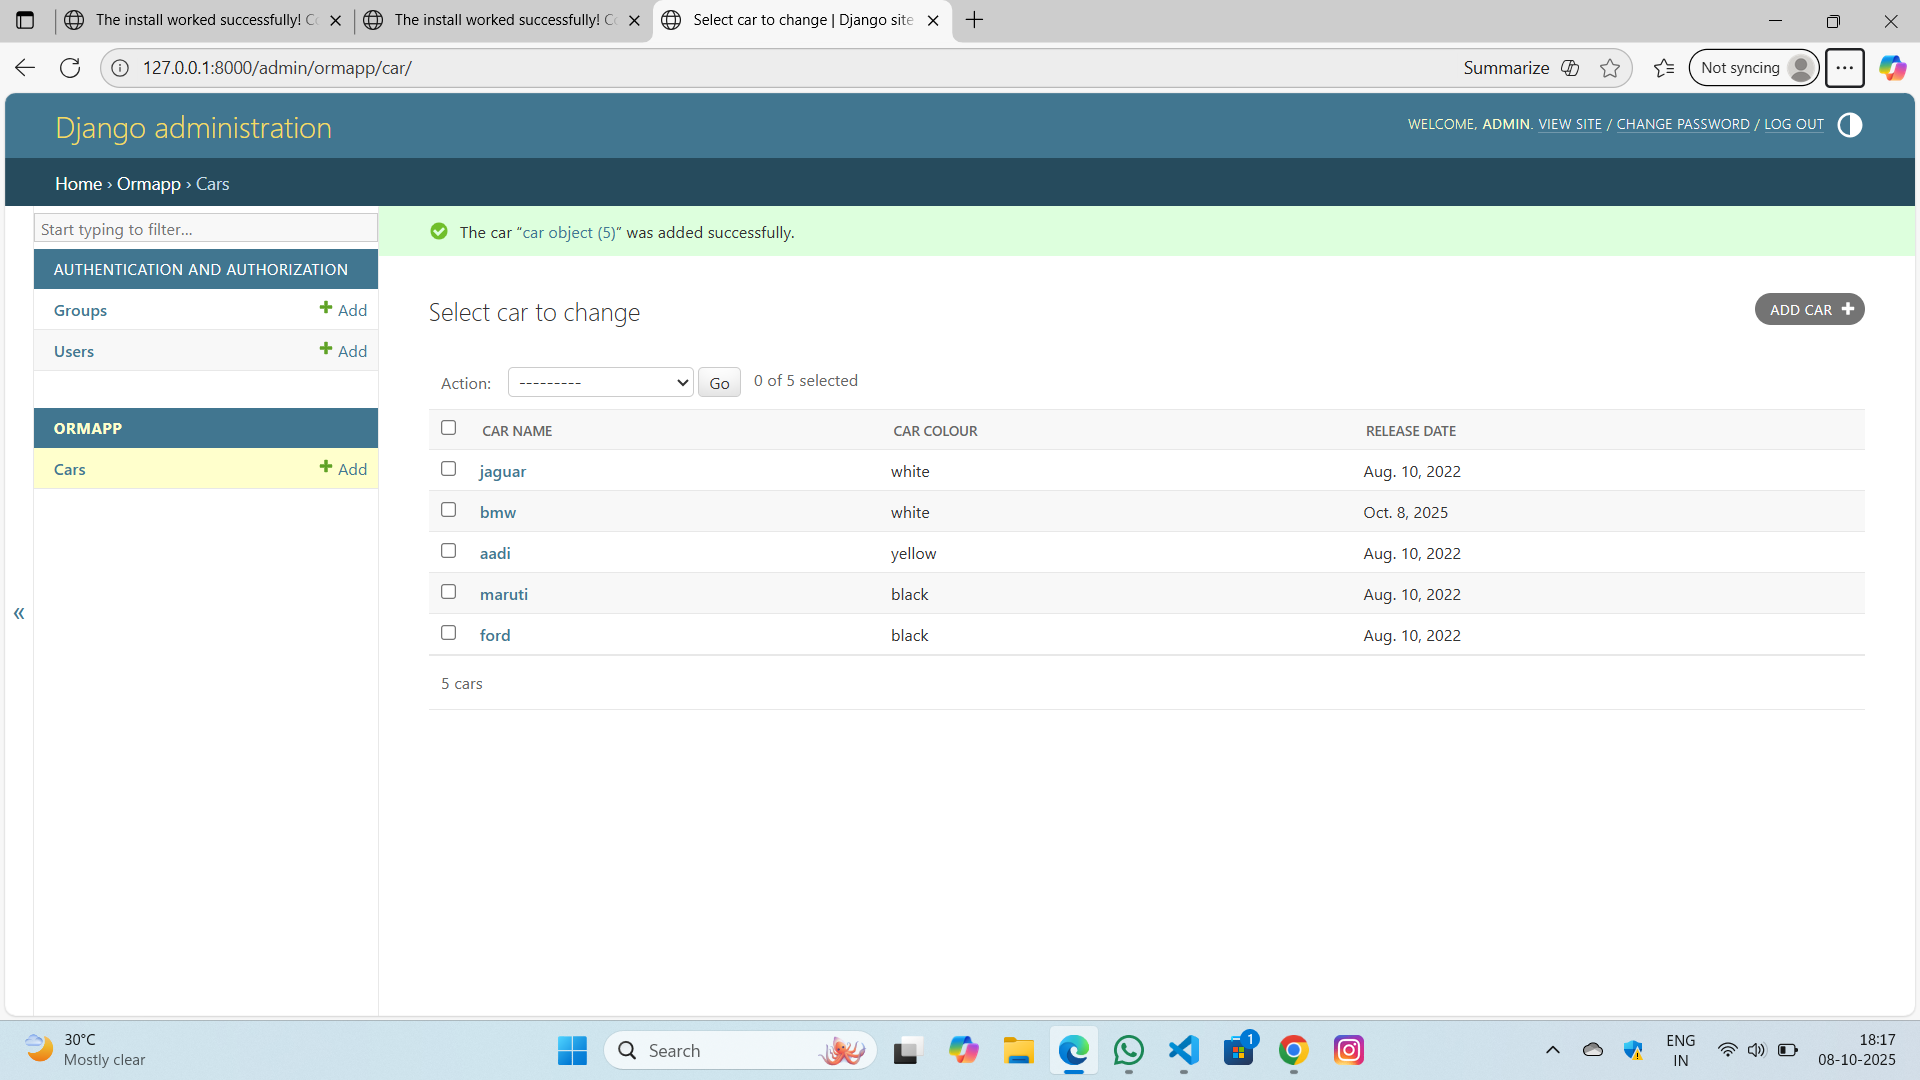 The install worked successfully! Co
The install worked successfully! Co
Select car to change | Django site
127.0.0.1:8000/admin/ormapp/car/
Summarize
Not syncing
Django administration
WELCOME, ADMIN. VIEW SITE / CHANGE PASSWORD / LOG OUT
Home › Ormapp › Cars
Start typing to filter...
AUTHENTICATION AND AUTHORIZATION
Groups + Add
Users + Add
ORMAPP
Cars + Add
«
The car “car object (5)” was added successfully.
Select car to change
ADD CAR +
Action: --------- Go 0 of 5 selected
CAR NAME CAR COLOUR RELEASE DATE
jaguar white Aug. 10, 2022
bmw white Oct. 8, 2025
aadi yellow Aug. 10, 2022
maruti black Aug. 10, 2022
ford black Aug. 10, 2022
5 cars
30°C
Mostly clear
Search
1
ENG
IN
18:17
08-10-2025